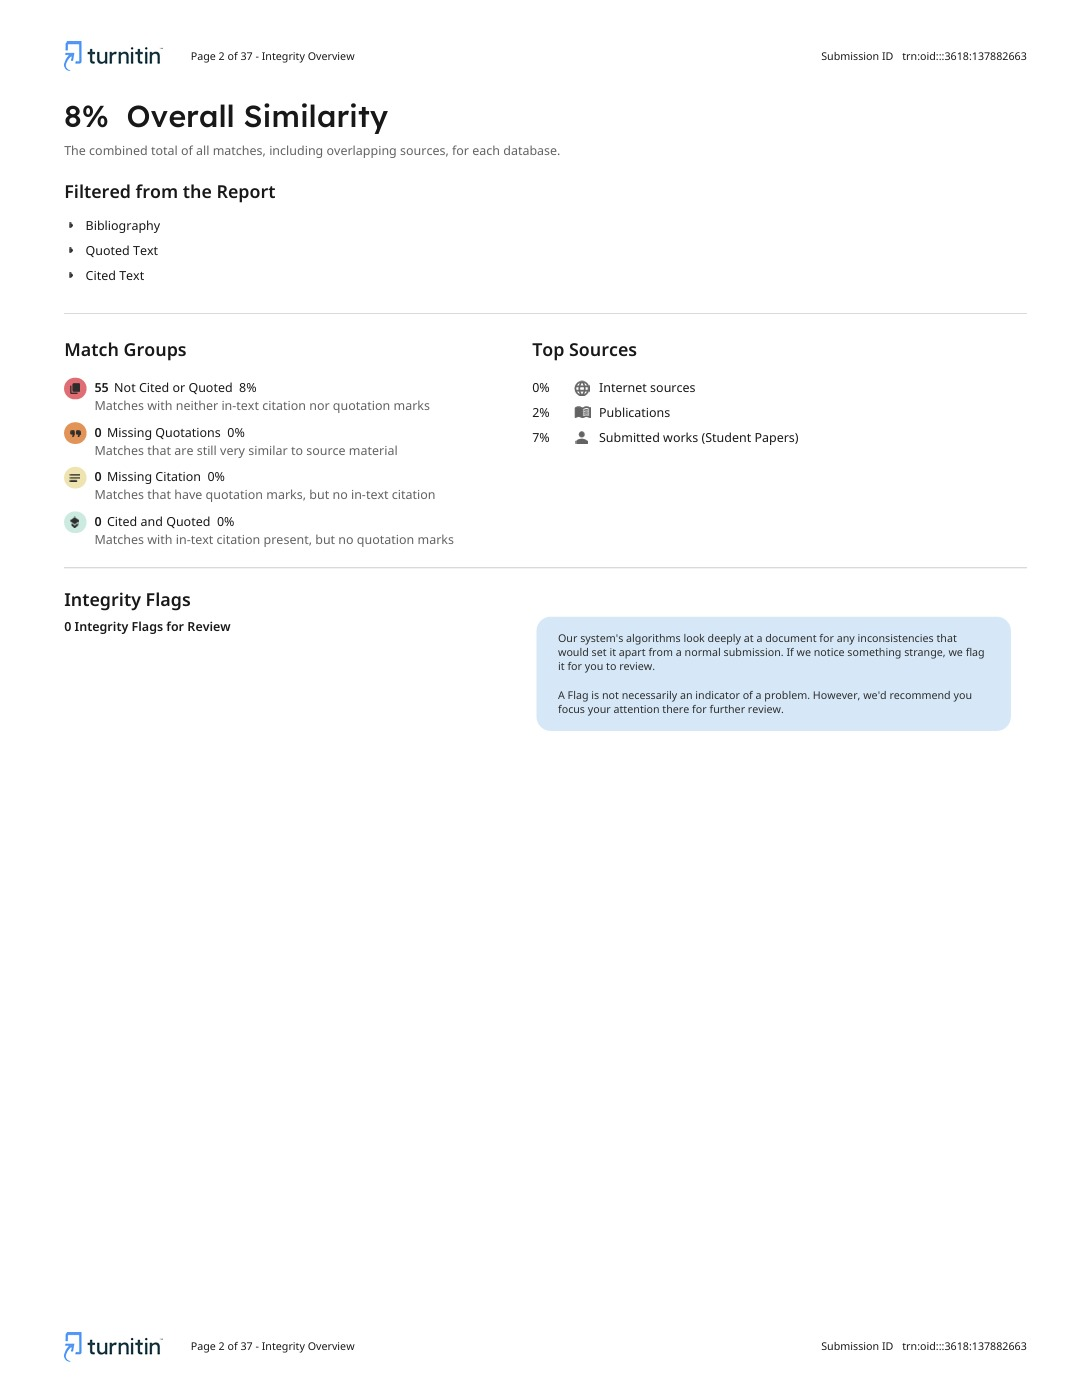 turnitin Page 2 of 37 - Integrity Overview Submission ID trn:oid:::3618:137882663
8% Overall Similarity
The combined total of all matches, including overlapping sources, for each database.
Filtered from the Report
Bibliography
Quoted Text
Cited Text
Match Groups
55 Not Cited or Quoted 8%
Matches with neither in-text citation nor quotation marks
0 Missing Quotations 0%
Matches that are still very similar to source material
0 Missing Citation 0%
Matches that have quotation marks, but no in-text citation
0 Cited and Quoted 0%
Matches with in-text citation present, but no quotation marks
Top Sources
0% Internet sources
2% Publications
7% Submitted works (Student Papers)
Integrity Flags
0 Integrity Flags for Review
Our system's algorithms look deeply at a document for any inconsistencies that
would set it apart from a normal submission. If we notice something strange, we flag
it for you to review.
A Flag is not necessarily an indicator of a problem. However, we'd recommend you
focus your attention there for further review.
turnitin Page 2 of 37 - Integrity Overview Submission ID trn:oid:::3618:137882663